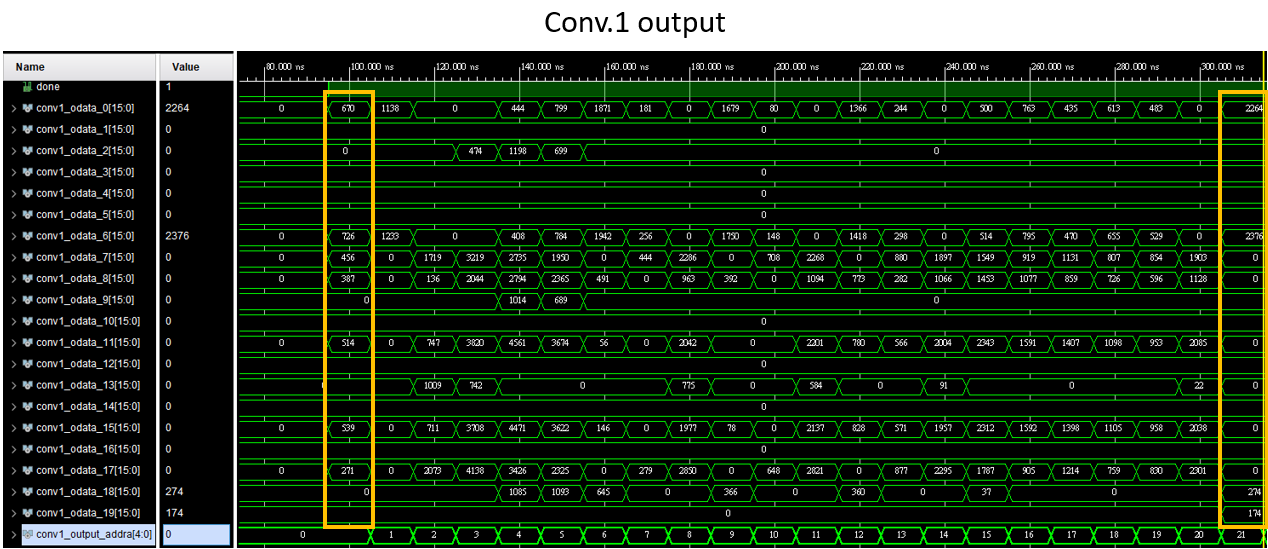 Conv.1 output
Name Value 80.000 ns 100.000 ns 120.000 ns 140.000 ns 160.000 ns 180.000 ns 200.000 ns 220.000 ns 240.000 ns 260.000 ns 280.000 ns 300.000 ns
done 1
conv1_odata_0[15:0] 2264 0 670 1138 0 444 799 1871 181 0 1679 80 0 1366 244 0 500 763 435 613 483 0 2264
conv1_odata_1[15:0] 0 0
conv1_odata_2[15:0] 0 0 474 1198 699 0
conv1_odata_3[15:0] 0 0
conv1_odata_4[15:0] 0 0
conv1_odata_5[15:0] 0 0
conv1_odata_6[15:0] 2376 0 726 1233 0 408 784 1942 256 0 1750 148 0 1418 298 0 514 795 470 655 529 0 2376
conv1_odata_7[15:0] 0 0 456 0 1719 3219 2735 1950 0 444 2286 0 708 2268 0 880 1897 1549 919 1131 807 854 1903 0
conv1_odata_8[15:0] 0 0 387 0 136 2044 2794 2365 491 0 963 392 0 1094 773 282 1066 1453 1077 859 726 596 1128 0
conv1_odata_9[15:0] 0 0 1014 689 0
conv1_odata_10[15:0] 0 0
conv1_odata_11[15:0] 0 0 514 0 747 3820 4561 3674 56 0 2042 0 2201 780 566 2004 2343 1591 1407 1098 953 2085 0
conv1_odata_12[15:0] 0 0
conv1_odata_13[15:0] 0 0 1009 742 0 775 0 584 0 91 0 22 0
conv1_odata_14[15:0] 0 0
conv1_odata_15[15:0] 0 0 539 0 711 3708 4471 3622 146 0 1977 78 0 2137 828 571 1957 2312 1592 1398 1105 958 2038 0
conv1_odata_16[15:0] 0 0
conv1_odata_17[15:0] 0 0 271 0 2073 4138 3426 2325 0 279 2850 0 648 2821 0 877 2295 1787 905 1214 759 830 2301 0
conv1_odata_18[15:0] 274 0 1085 1093 645 0 366 0 360 0 37 0 274
conv1_odata_19[15:0] 174 0 174
conv1_output_addra[4:0] 0 0 1 2 3 4 5 6 7 8 9 10 11 12 13 14 15 16 17 18 19 20 21